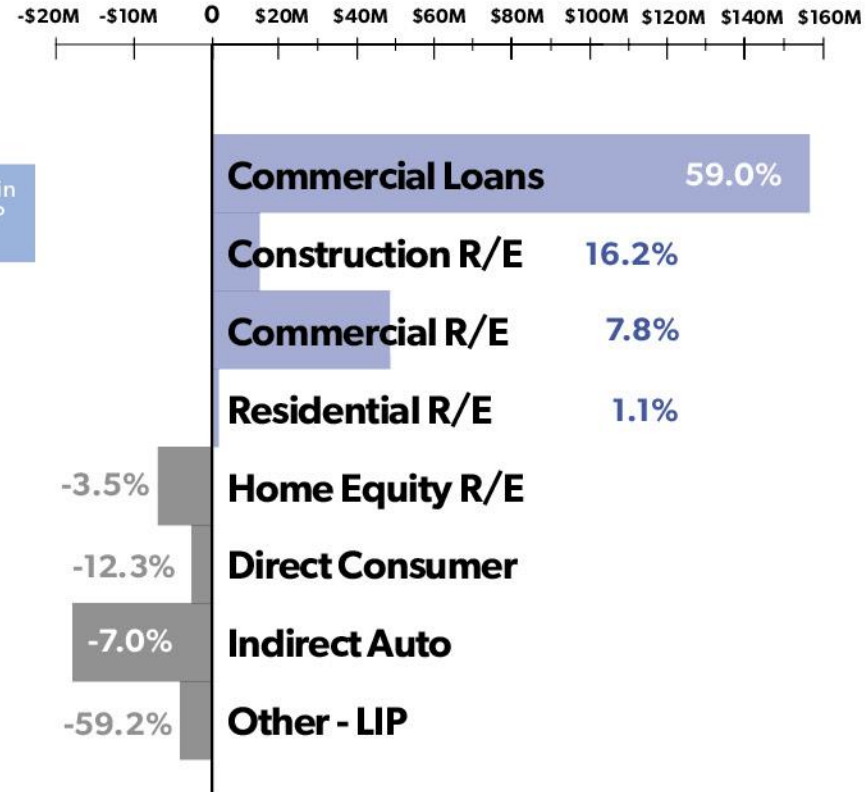 -$20M -$10M 0 $20M $40M $60M $80M $100M $120M $140M $160M
in
Commercial Loans 59.0%
Construction R/E 16.2%
Commercial R/E 7.8%
Residential R/E 1.1%
-3.5% Home Equity R/E
-12.3% Direct Consumer
-7.0% Indirect Auto
-59.2% Other - LIP